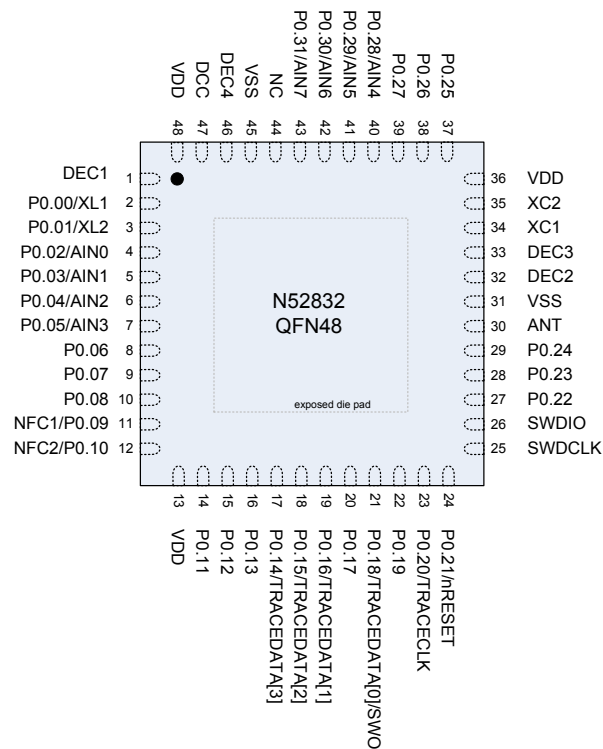 P0.31/AIN7
P0.30/AIN6
P0.29/AIN5
P0.28/AIN4
P0.27
P0.26
P0.25
VDD
DCC
DEC4
VSS
NC
48
47
46
45
44
43
42
41
40
39
38
37
DEC1 1
P0.00/XL1 2
P0.01/XL2 3
P0.02/AIN0 4
P0.03/AIN1 5
P0.04/AIN2 6
P0.05/AIN3 7
P0.06 8
P0.07 9
P0.08 10
NFC1/P0.09 11
NFC2/P0.10 12
N52832
QFN48
exposed die pad
36 VDD
35 XC2
34 XC1
33 DEC3
32 DEC2
31 VSS
30 ANT
29 P0.24
28 P0.23
27 P0.22
26 SWDIO
25 SWDCLK
13
14
15
16
17
18
19
20
21
22
23
24
VDD
P0.11
P0.12
P0.13
P0.14/TRACEDATA[3]
P0.15/TRACEDATA[2]
P0.16/TRACEDATA[1]
P0.17
P0.18/TRACEDATA[0]/SWO
P0.19
P0.20/TRACECLK
P0.21/nRESET